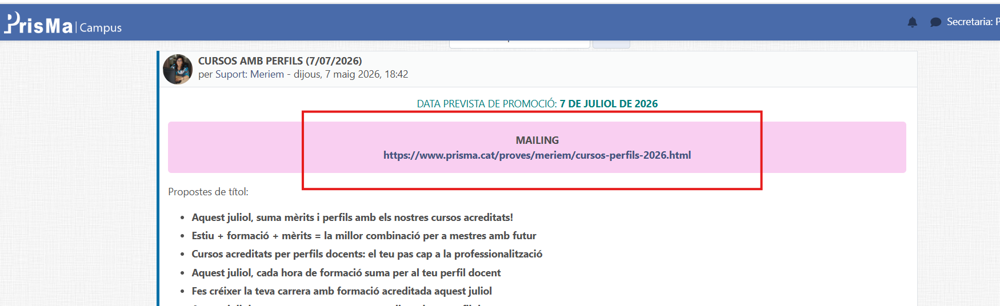 PrisMa | Campus
Secretaria: P
CURSOS AMB PERFILS (7/07/2026)
per Suport: Meriem - dijous, 7 maig 2026, 18:42
DATA PREVISTA DE PROMOCIÓ: 7 DE JULIOL DE 2026
MAILING
https://www.prisma.cat/proves/meriem/cursos-perfils-2026.html
Propostes de títol:
• Aquest juliol, suma mèrits i perfils amb els nostres cursos acreditats!
• Estiu + formació + mèrits = la millor combinació per a mestres amb futur
• Cursos acreditats per perfils docents: el teu pas cap a la professionalització
• Aquest juliol, cada hora de formació suma per al teu perfil docent
• Fes créixer la teva carrera amb formació acreditada aquest juliol